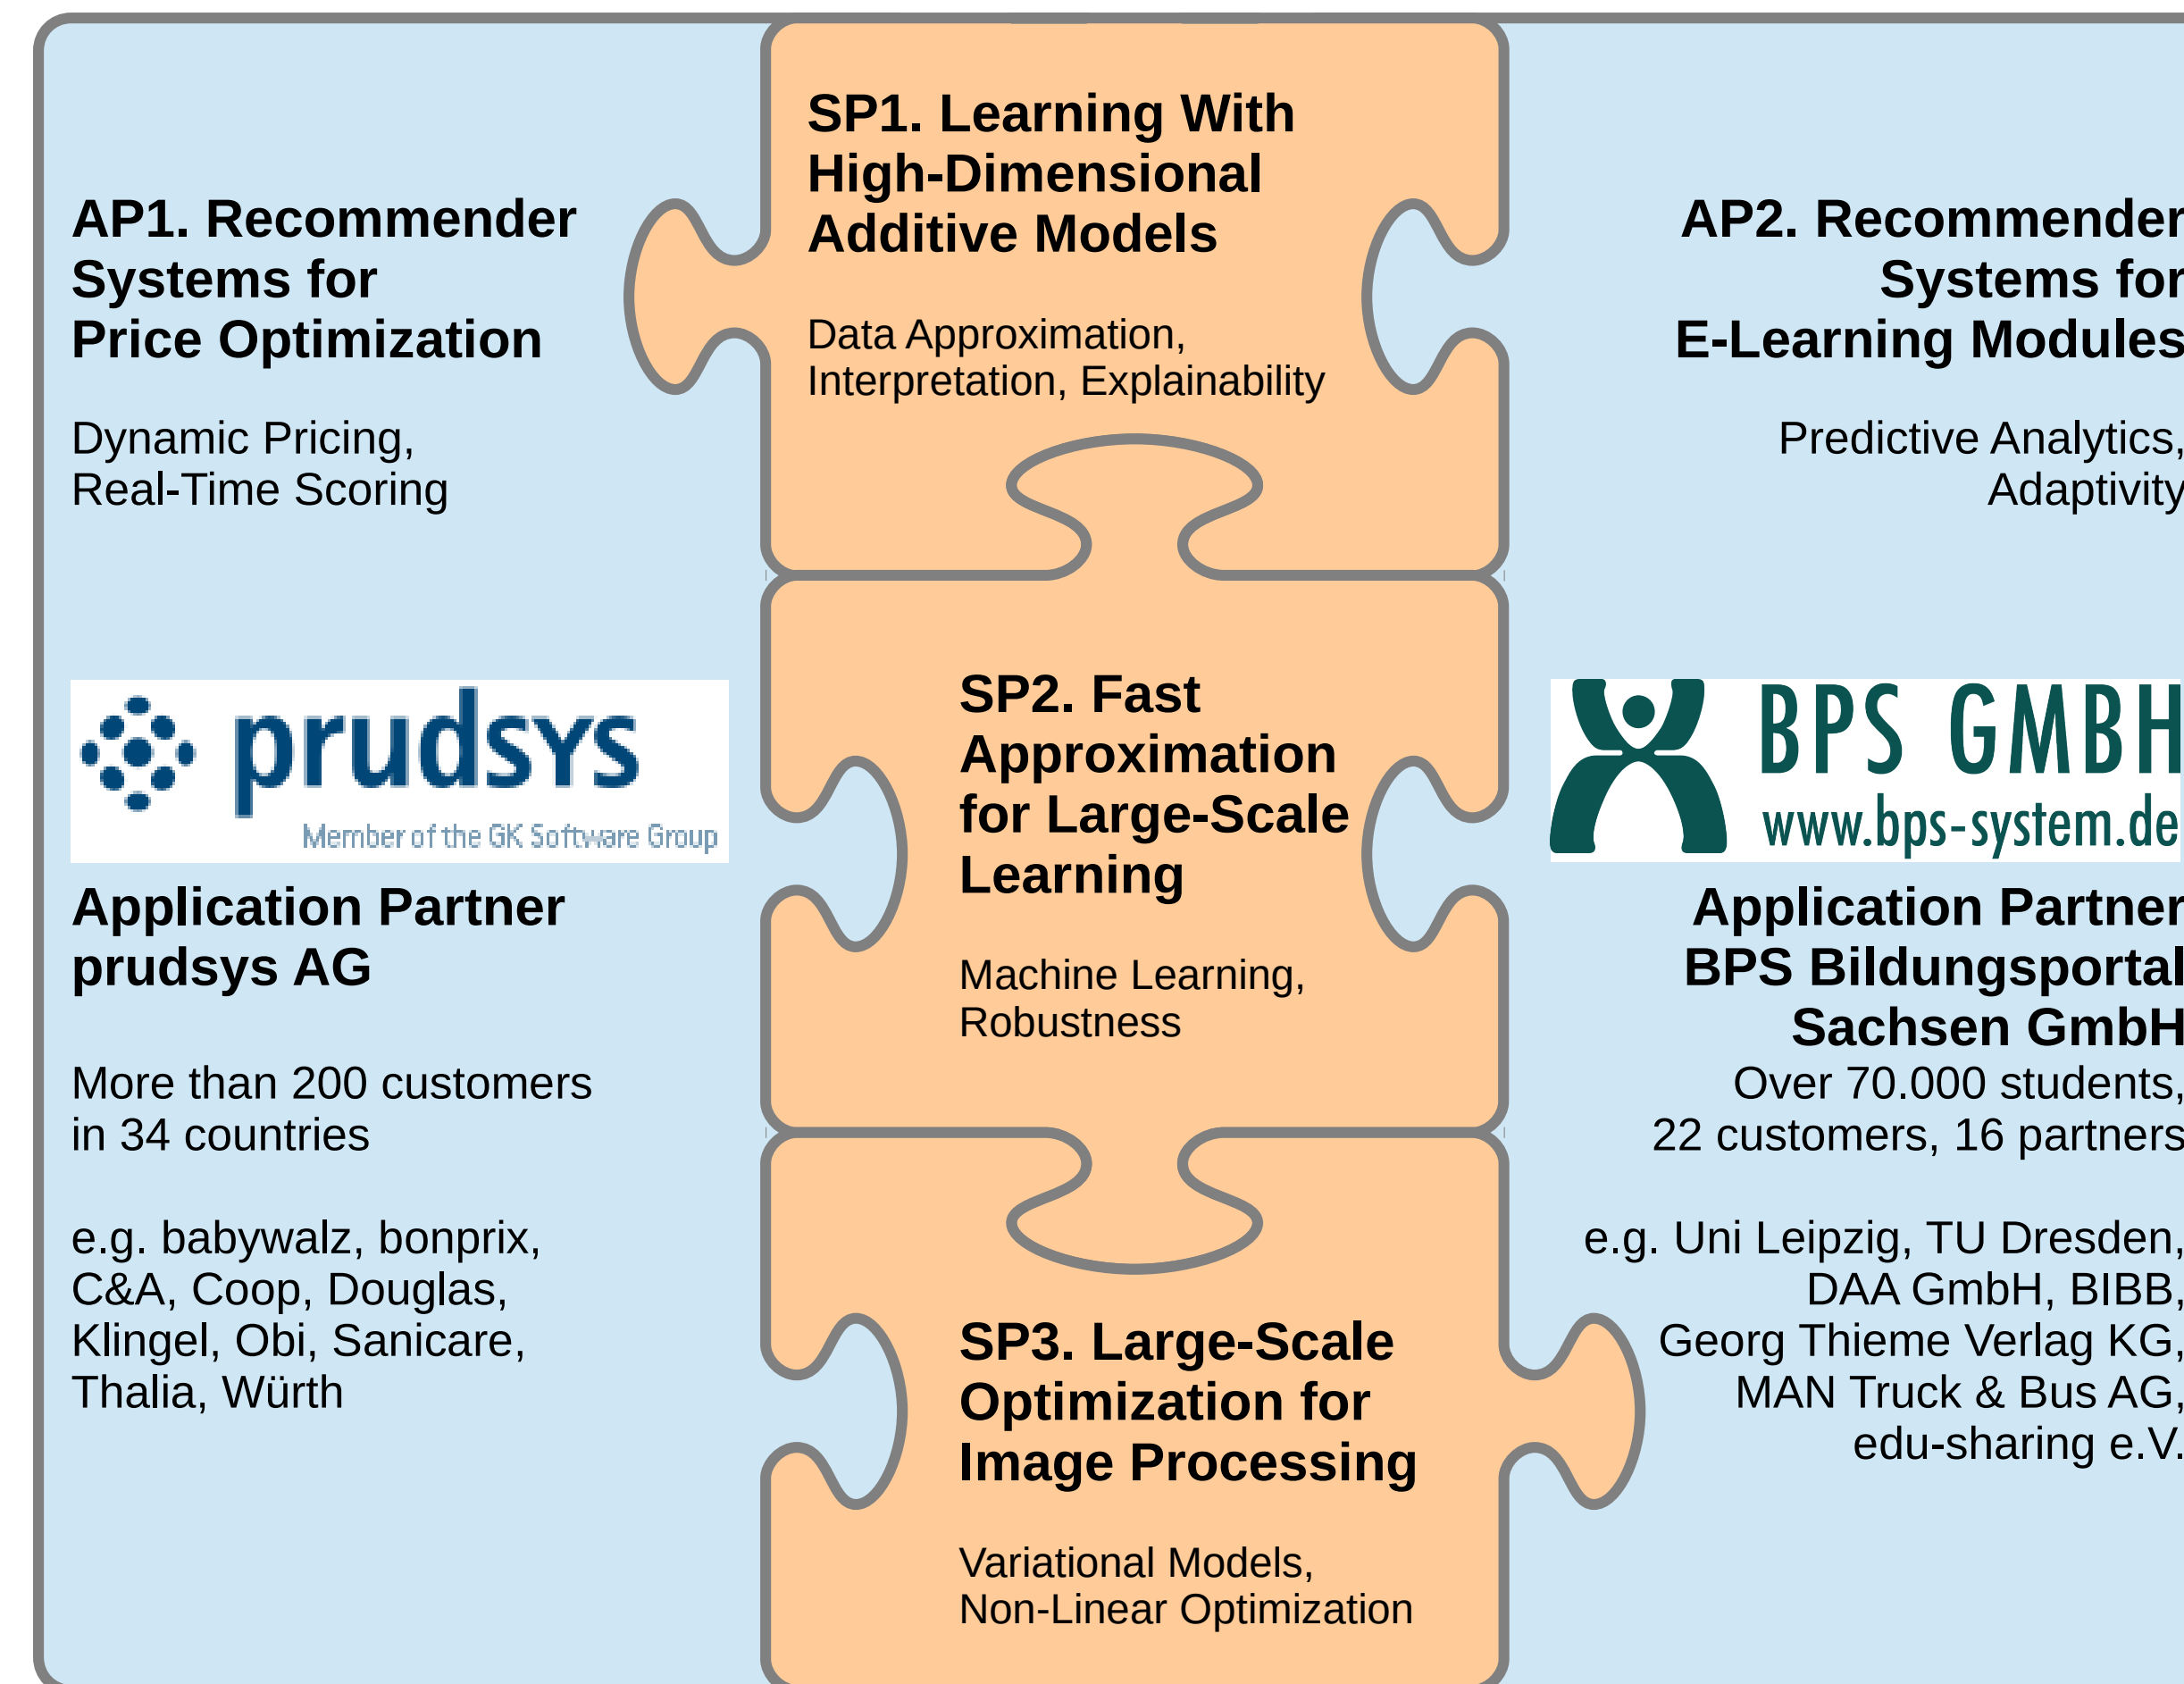 AP1. Recommender
Systems for
Price Optimization
Dynamic Pricing,
Real-Time Scoring
prudsys
Member of the GK Software Group
Application Partner
prudsys AG
More than 200 customers
in 34 countries
e.g. babywalz, bonprix,
C&A, Coop, Douglas,
Klingel, Obi, Sanicare,
Thalia, Würth
SP1. Learning With
High-Dimensional
Additive Models
Data Approximation,
Interpretation, Explainability
SP2. Fast
Approximation
for Large-Scale
Learning
Machine Learning,
Robustness
SP3. Large-Scale
Optimization for
Image Processing
Variational Models,
Non-Linear Optimization
AP2. Recommender
Systems for
E-Learning Modules
Predictive Analytics,
Adaptivity
BPS GMBH
www.bps-system.de
Application Partner
BPS Bildungsportal
Sachsen GmbH
Over 70.000 students,
22 customers, 16 partners
e.g. Uni Leipzig, TU Dresden,
DAA GmbH, BIBB,
Georg Thieme Verlag KG,
MAN Truck & Bus AG,
edu-sharing e.V.